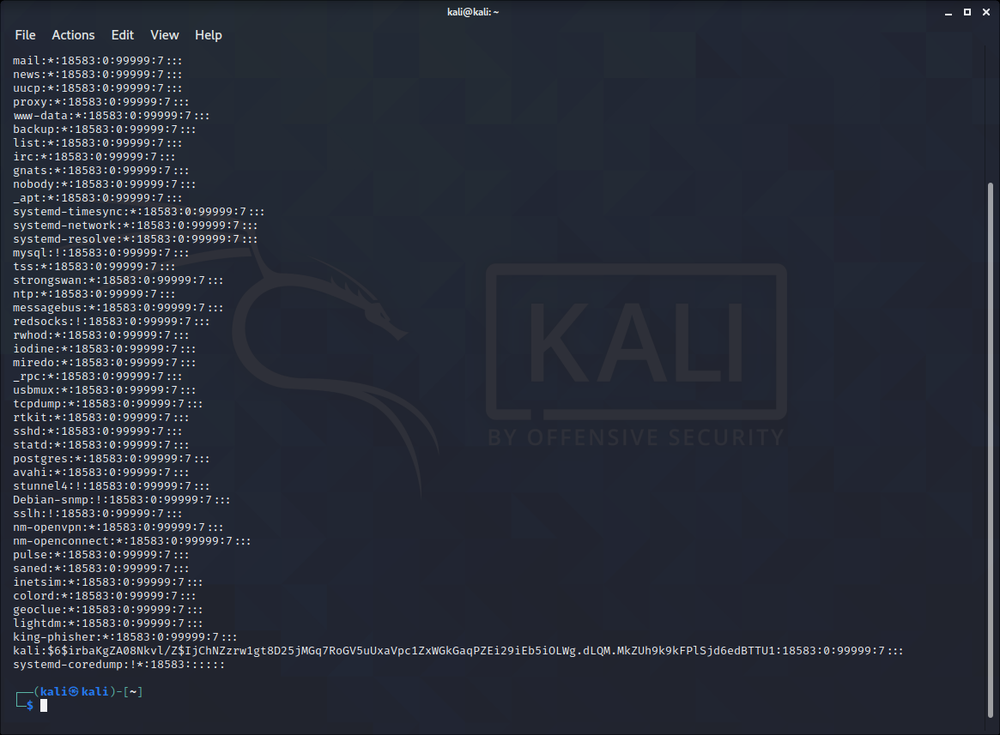 kali@kali: ~
File Actions Edit View Help
mail:*:18583:0:99999:7:::
news:*:18583:0:99999:7:::
uucp:*:18583:0:99999:7:::
proxy:*:18583:0:99999:7:::
www-data:*:18583:0:99999:7:::
backup:*:18583:0:99999:7:::
list:*:18583:0:99999:7:::
irc:*:18583:0:99999:7:::
gnats:*:18583:0:99999:7:::
nobody:*:18583:0:99999:7:::
_apt:*:18583:0:99999:7:::
systemd-timesync:*:18583:0:99999:7:::
systemd-network:*:18583:0:99999:7:::
systemd-resolve:*:18583:0:99999:7:::
mysql:!:18583:0:99999:7:::
tss:*:18583:0:99999:7:::
strongswan:*:18583:0:99999:7:::
ntp:*:18583:0:99999:7:::
messagebus:*:18583:0:99999:7:::
redsocks:!:18583:0:99999:7:::
rwhod:*:18583:0:99999:7:::
iodine:*:18583:0:99999:7:::
miredo:*:18583:0:99999:7:::
_rpc:*:18583:0:99999:7:::
usbmux:*:18583:0:99999:7:::
tcpdump:*:18583:0:99999:7:::
rtkit:*:18583:0:99999:7:::
sshd:*:18583:0:99999:7:::
statd:*:18583:0:99999:7:::
postgres:*:18583:0:99999:7:::
avahi:*:18583:0:99999:7:::
stunnel4:!:18583:0:99999:7:::
Debian-snmp:!:18583:0:99999:7:::
sslh:!:18583:0:99999:7:::
nm-openvpn:*:18583:0:99999:7:::
nm-openconnect:*:18583:0:99999:7:::
pulse:*:18583:0:99999:7:::
saned:*:18583:0:99999:7:::
inetsim:*:18583:0:99999:7:::
colord:*:18583:0:99999:7:::
geoclue:*:18583:0:99999:7:::
lightdm:*:18583:0:99999:7:::
king-phisher:*:18583:0:99999:7:::
kali:$6$irbaKgZA08Nkvl/Z$IjChNZzrw1gt8D25jMGq7RoGV5uUxaVpc1ZxWGkGaqPZEi29iEb5iOLWg.dLQM.MkZUh9k9kFPlSjd6edBTTU1:18583:0:99999:7:::
systemd-coredump:!*:18583::::::
┌──(kali㉿kali)-[~]
└─$
KALI
BY OFFENSIVE SECURITY